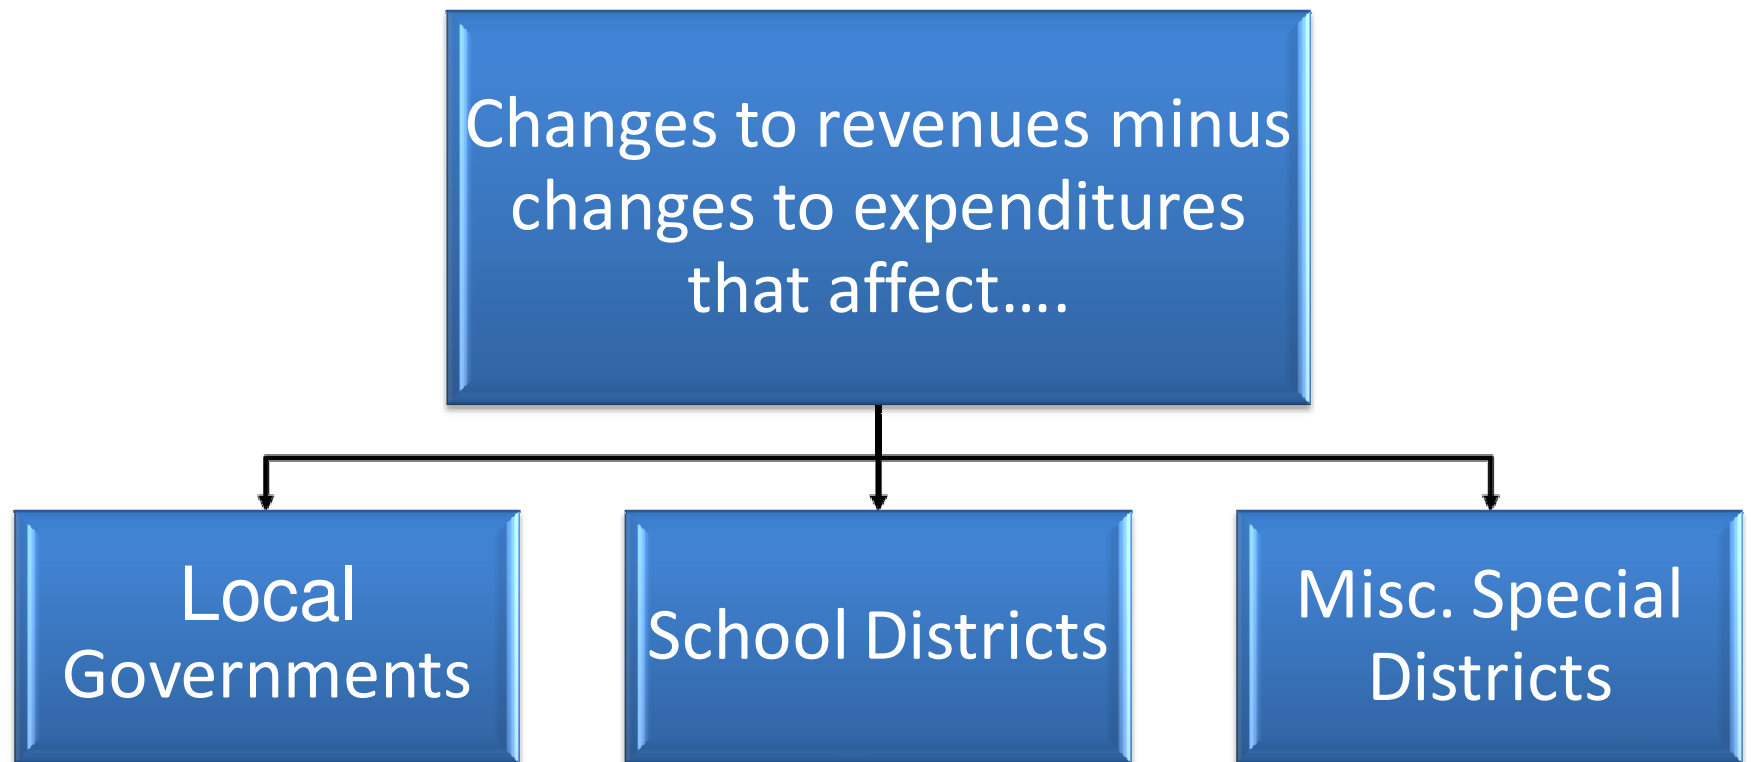 Changes to revenues minus
changes to expenditures
that affect....
Local
Governments
School Districts
Misc. Special
Districts